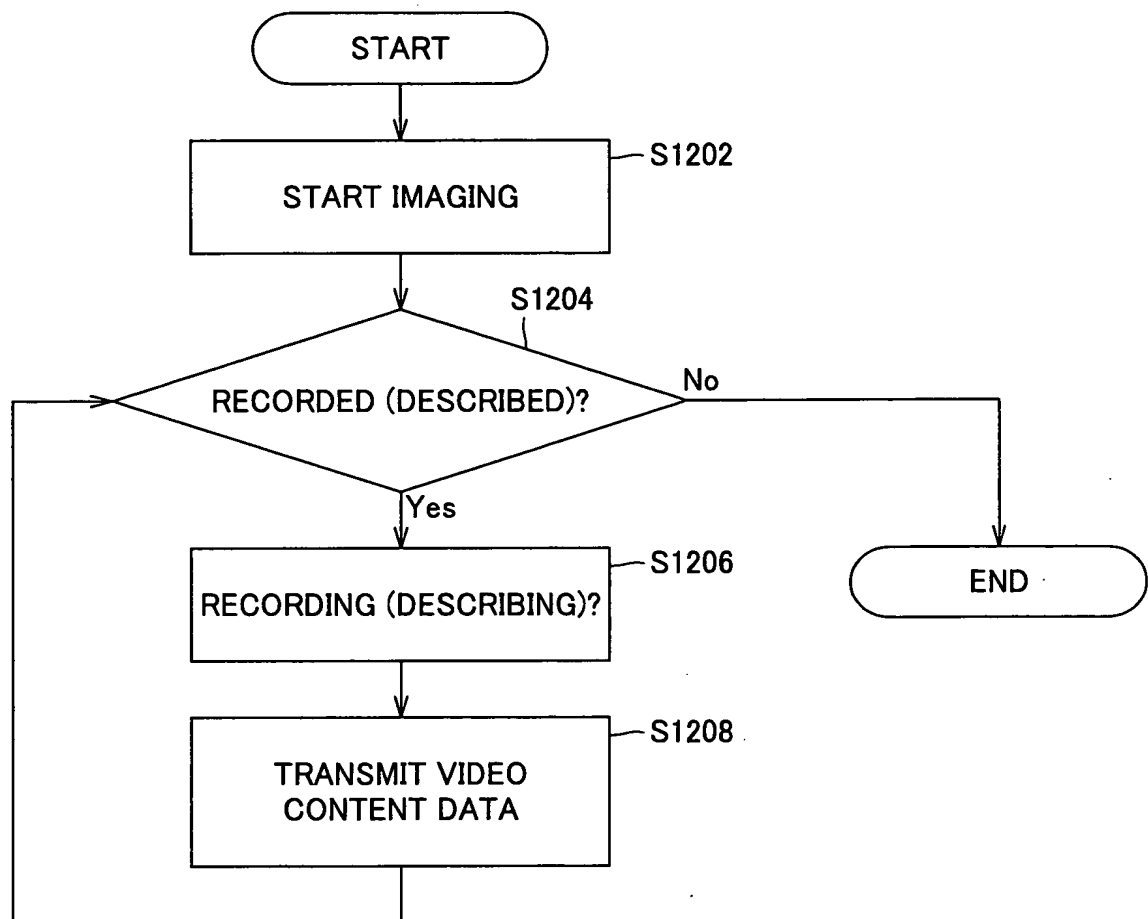 START
S1202
START IMAGING
S1204
RECORDED (DESCRIBED)?
No
Yes
S1206
RECORDING (DESCRIBING)?
END
S1208
TRANSMIT VIDEO
CONTENT DATA